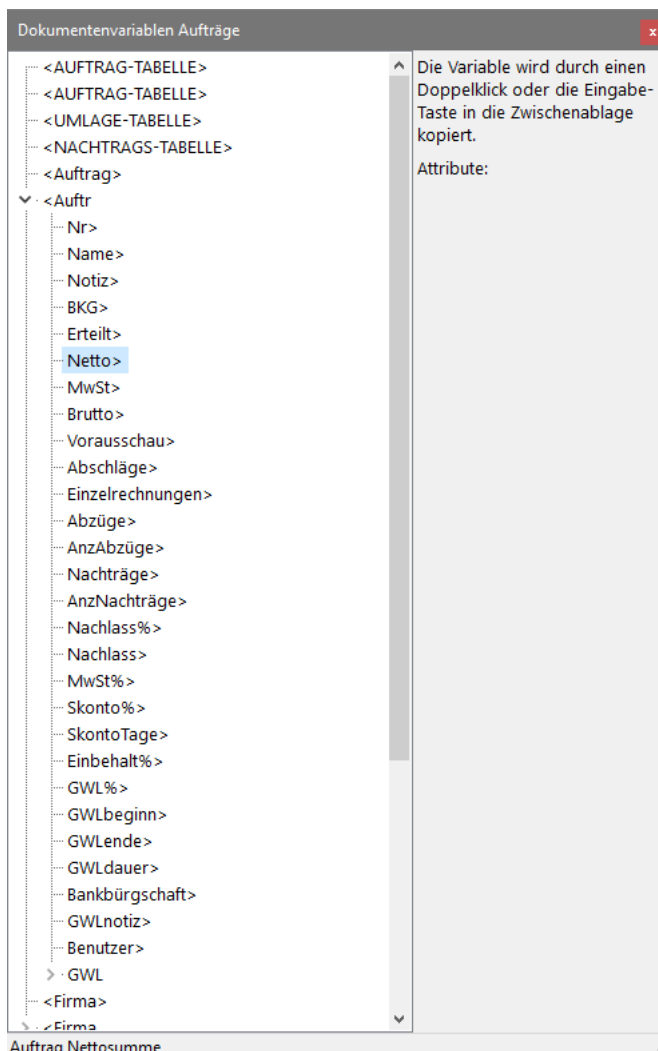 Dokumentenvariablen Aufträge
x
<AUFTRAG-TABELLE>
<AUFTRAG-TABELLE>
<UMLAGE-TABELLE>
<NACHTRAGS-TABELLE>
<Auftrag>
<Auftr
Nr>
Name>
Notiz>
BKG>
Erteilt>
Netto>
MwSt>
Brutto>
Vorausschau>
Abschläge>
Einzelrechnungen>
Abzüge>
AnzAbzüge>
Nachträge>
AnzNachträge>
Nachlass%>
Nachlass>
MwSt%>
Skonto%>
SkontoTage>
Einbehalt%>
GWL%>
GWLbeginn>
GWLende>
GWLdauer>
Bankbürgschaft>
GWLnotiz>
Benutzer>
GWL
<Firma>
<Firma
Die Variable wird durch einen
Doppelklick oder die Eingabe-
Taste in die Zwischenablage
kopiert.
Attribute:
Auftrag Nettosumme